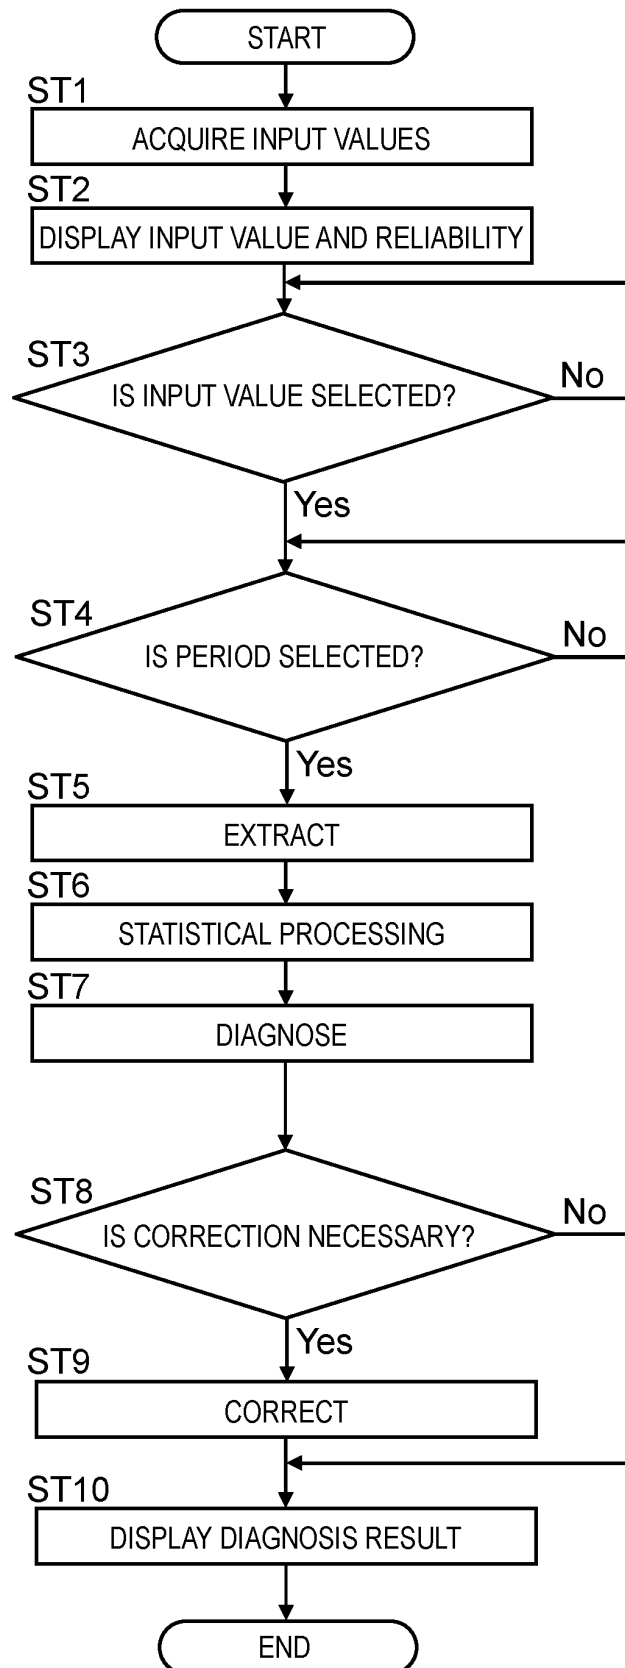 START
ST1
ACQUIRE INPUT VALUES
ST2
DISPLAY INPUT VALUE AND RELIABILITY
ST3
IS INPUT VALUE SELECTED?
No
Yes
ST4
IS PERIOD SELECTED?
No
Yes
ST5
EXTRACT
ST6
STATISTICAL PROCESSING
ST7
DIAGNOSE
ST8
IS CORRECTION NECESSARY?
No
Yes
ST9
CORRECT
ST10
DISPLAY DIAGNOSIS RESULT
END